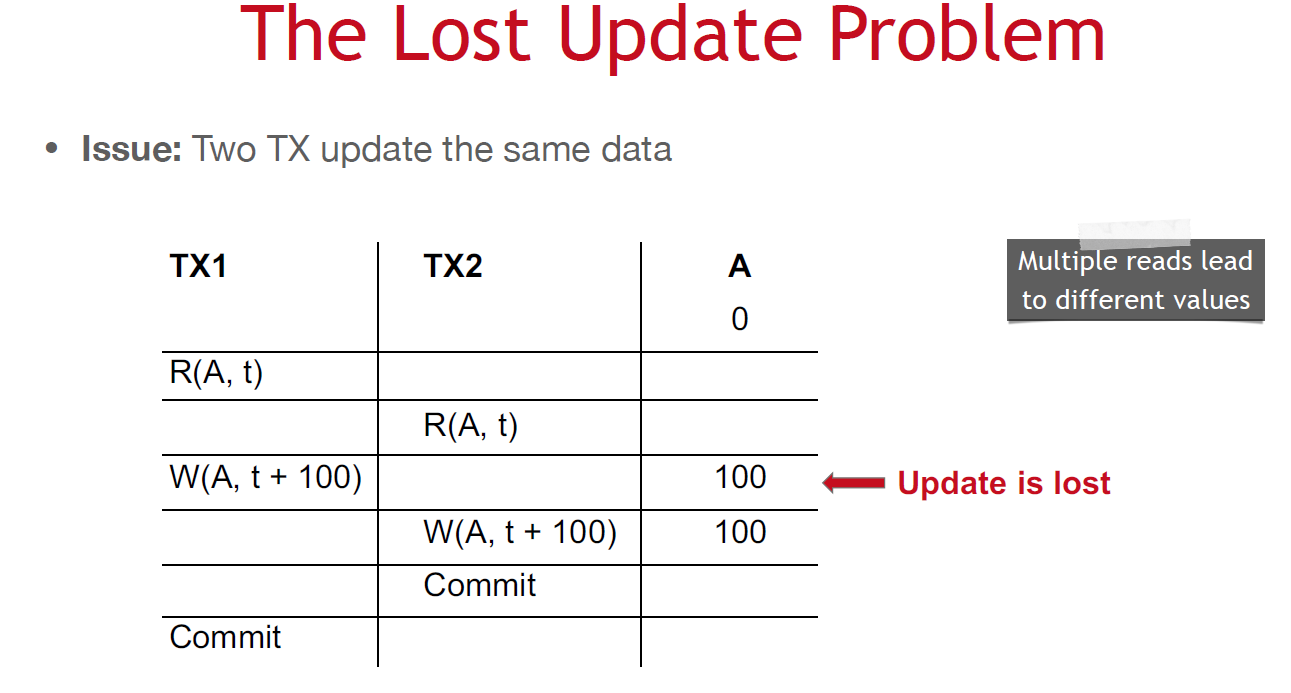 The Lost Update Problem
• Issue: Two TX update the same data
TX1 TX2 A
0
Multiple reads lead
to different values
R(A, t)
R(A, t)
W(A, t + 100) 100
Update is lost
W(A, t + 100) 100
Commit
Commit